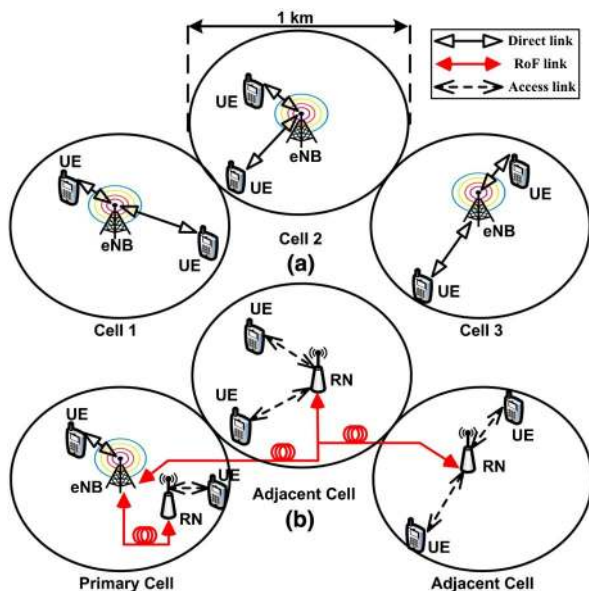 1 km
Direct link
RoF link
Access link
UE
eNB
UE
Cell 2
UE
eNB
UE
Cell 1
UE
eNB
UE
Cell 3
(a)
UE
RN
UE
Adjacent Cell
UE
eNB
UE
RN
Primary Cell
UE
RN
UE
Adjacent Cell
(b)